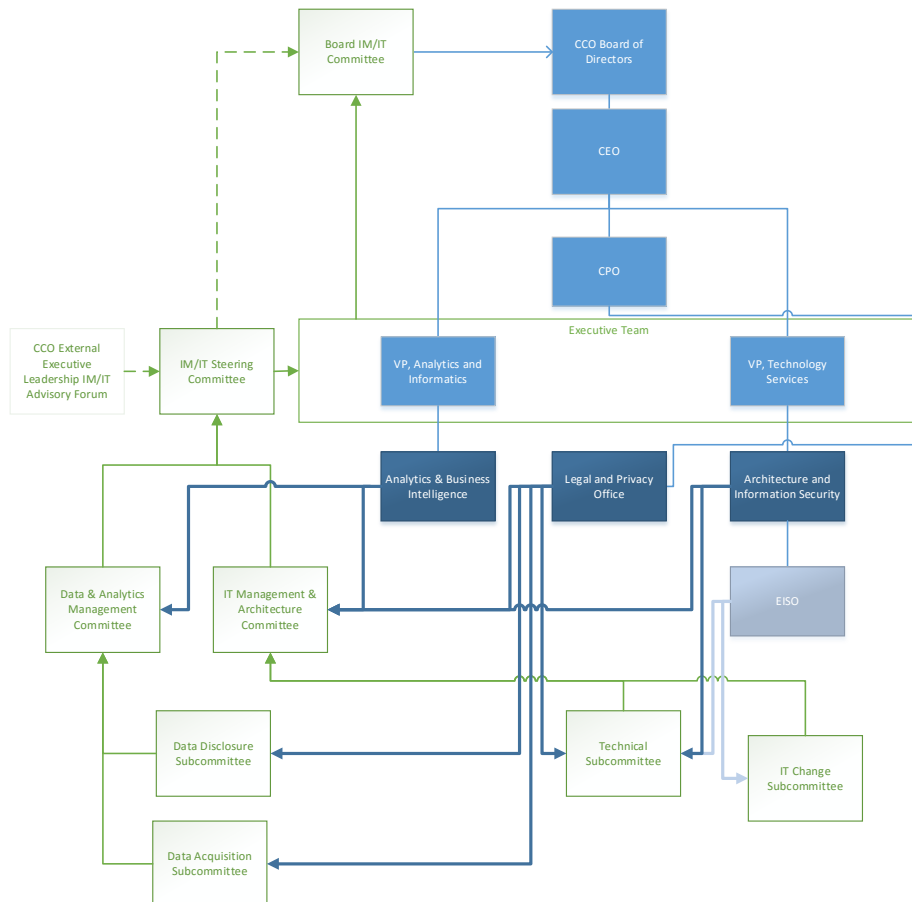 Board IM/IT
Committee
CCO Board of
Directors
CEO
CPO
Executive Team
CCO External
Executive
Leadership IM/IT
Advisory Forum
IM/IT Steering
Committee
VP, Analytics and
Informatics
VP, Technology
Services
Analytics & Business
Intelligence
Legal and Privacy
Office
Architecture and
Information Security
Data & Analytics
Management
Committee
IT Management &
Architecture
Committee
EISO
Data Disclosure
Subcommittee
Technical
Subcommittee
IT Change
Subcommittee
Data Acquisition
Subcommittee